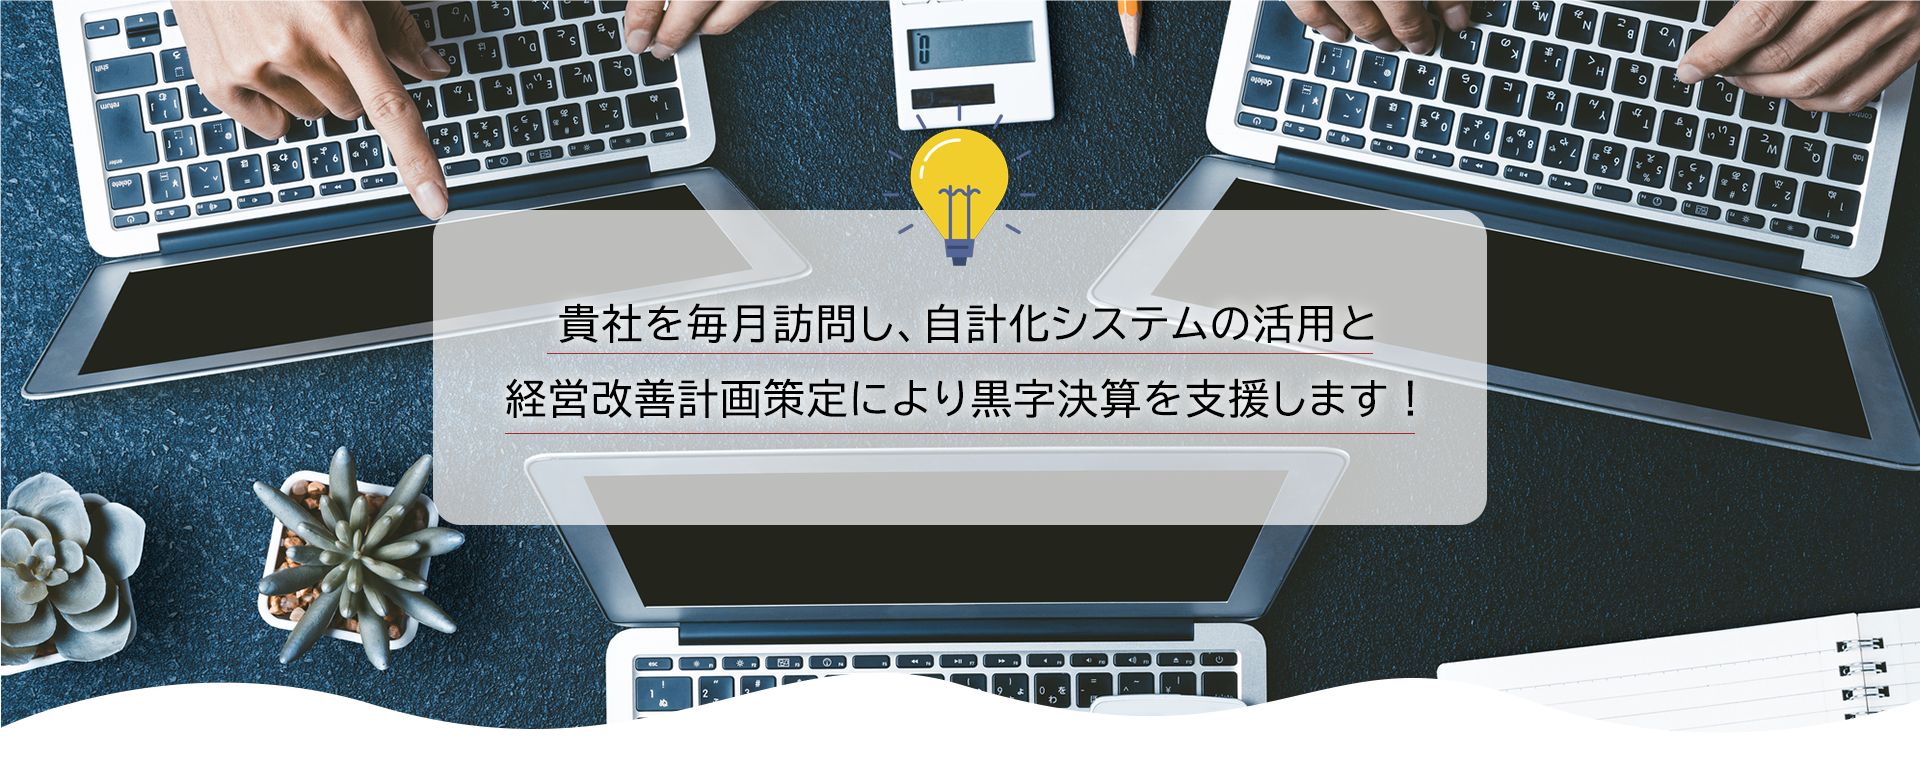 貴社を毎月訪問し、自計化システムの活用と
経営改善計画策定により黒字決算を支援します！